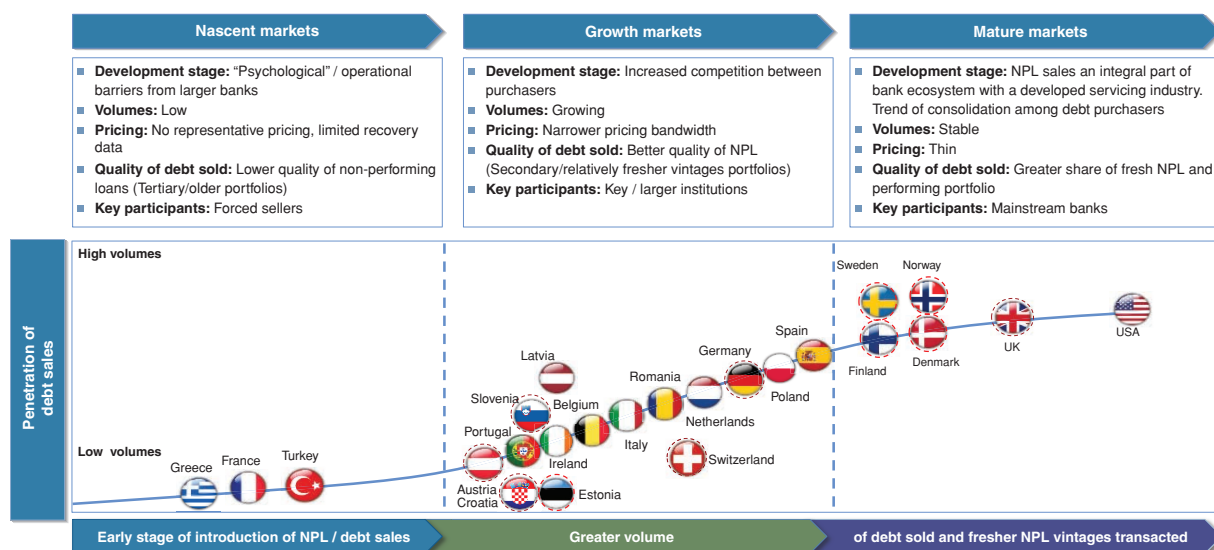 Nascent markets
Growth markets
Mature markets
Development stage: “Psychological” / operational
barriers from larger banks
Volumes: Low
Pricing: No representative pricing, limited recovery
data
Quality of debt sold: Lower quality of non-performing
loans (Tertiary/older portfolios)
Key participants: Forced sellers
Development stage: Increased competition between
purchasers
Volumes: Growing
Pricing: Narrower pricing bandwidth
Quality of debt sold: Better quality of NPL
(Secondary/relatively fresher vintages portfolios)
Key participants: Key / larger institutions
Development stage: NPL sales an integral part of
bank ecosystem with a developed servicing industry.
Trend of consolidation among debt purchasers
Volumes: Stable
Pricing: Thin
Quality of debt sold: Greater share of fresh NPL and
performing portfolio
Key participants: Mainstream banks
Penetration of
debt sales
High volumes
Low volumes
Greece
France
Turkey
Latvia
Slovenia
Belgium
Portugal
Ireland
Austria
Croatia
Estonia
Italy
Romania
Netherlands
Switzerland
Germany
Poland
Spain
Sweden
Norway
Finland
Denmark
UK
USA
Early stage of introduction of NPL / debt sales
Greater volume
of debt sold and fresher NPL vintages transacted